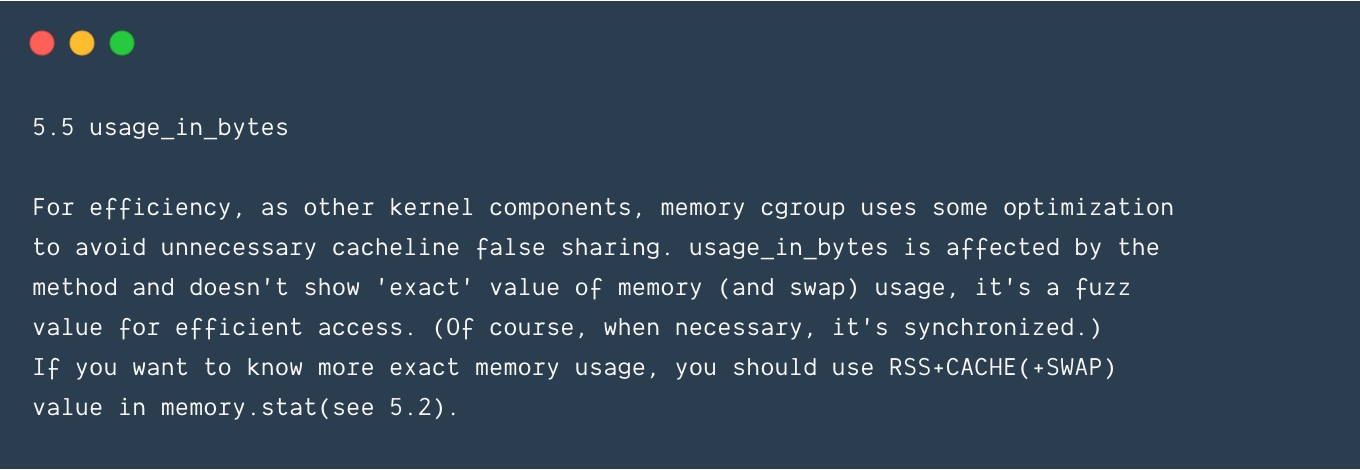 5.5 usage_in_bytes
For efficiency, as other kernel components, memory cgroup uses some optimization
to avoid unnecessary cacheline false sharing. usage_in_bytes is affected by the
method and doesn't show 'exact' value of memory (and swap) usage, it's a fuzz
value for efficient access. (Of course, when necessary, it's synchronized.)
If you want to know more exact memory usage, you should use RSS+CACHE(+SWAP)
value in memory.stat(see 5.2).